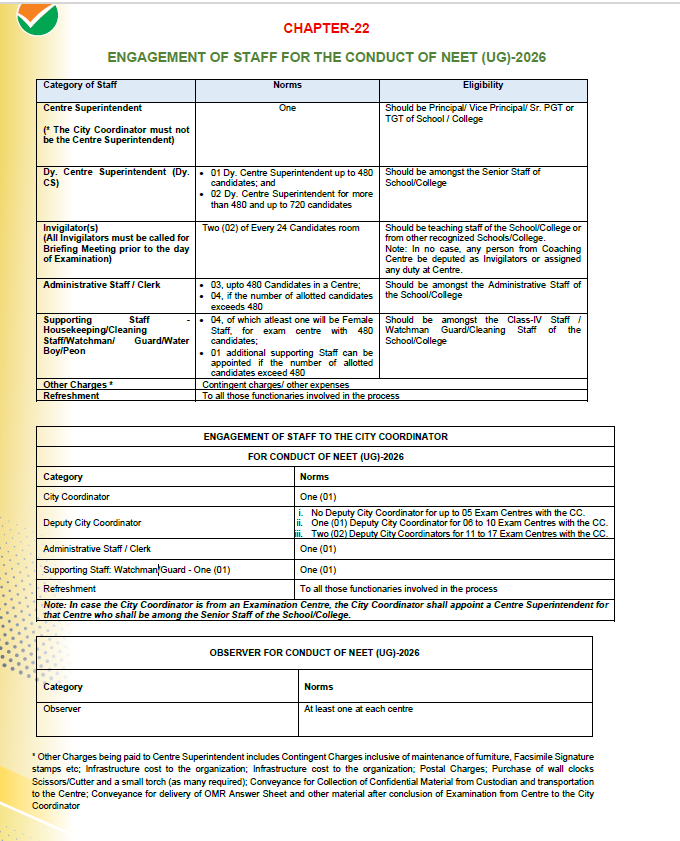 CHAPTER-22
ENGAGEMENT OF STAFF FOR THE CONDUCT OF NEET (UG)-2026
Category of Staff
Norms
Eligibility
Centre Superintendent
(* The City Coordinator must not
be the Centre Superintendent)
One
Should be Principal/ Vice Principal/ Sr. PGT or
TGT of School / College
Dy. Centre Superintendent (Dy.
CS)
• 01 Dy. Centre Superintendent up to 480
candidates; and
• 02 Dy. Centre Superintendent for more
than 480 and up to 720 candidates
Should be amongst the Senior Staff of
School/College
Invigilator(s)
(All Invigilators must be called for
Briefing Meeting prior to the day
of Examination)
Two (02) of Every 24 Candidates room
Should be teaching staff of the School/College or
from other recognized Schools/College.
Note: In no case, any person from Coaching
Centre be deputed as Invigilators or assigned
any duty at Centre.
Administrative Staff / Clerk
• 03, upto 480 Candidates in a Centre;
• 04, if the number of allotted candidates
exceeds 480
Should be amongst the Administrative Staff of
the School/College
Supporting Staff -
Housekeeping/Cleaning
Staff/Watchman/ Guard/Water
Boy/Peon
• 04, of which atleast one will be Female
Staff, for exam centre with 480
candidates;
• 01 additional supporting Staff can be
appointed if the number of allotted
candidates exceed 480
Should be amongst the Class-IV Staff /
Watchman Guard/Cleaning Staff of the
School/College
Other Charges *
Contingent charges/ other expenses
Refreshment
To all those functionaries involved in the process
ENGAGEMENT OF STAFF TO THE CITY COORDINATOR
FOR CONDUCT OF NEET (UG)-2026
Category
Norms
City Coordinator
One (01)
Deputy City Coordinator
i. No Deputy City Coordinator for up to 05 Exam Centres with the CC.
ii. One (01) Deputy City Coordinator for 06 to 10 Exam Centres with the CC.
iii. Two (02) Deputy City Coordinators for 11 to 17 Exam Centres with the CC.
Administrative Staff / Clerk
One (01)
Supporting Staff: Watchman/Guard - One (01)
One (01)
Refreshment
To all those functionaries involved in the process
Note: In case the City Coordinator is from an Examination Centre, the City Coordinator shall appoint a Centre Superintendent for
that Centre who shall be among the Senior Staff of the School/College.
OBSERVER FOR CONDUCT OF NEET (UG)-2026
Category
Norms
Observer
At least one at each centre
* Other Charges being paid to Centre Superintendent includes Contingent Charges inclusive of maintenance of furniture, Facsimile Signature
stamps etc; Infrastructure cost to the organization; Infrastructure cost to the organization; Postal Charges; Purchase of wall clocks
Scissors/Cutter and a small torch (as many required); Conveyance for Collection of Confidential Material from Custodian and transportation
to the Centre; Conveyance for delivery of OMR Answer Sheet and other material after conclusion of Examination from Centre to the City
Coordinator